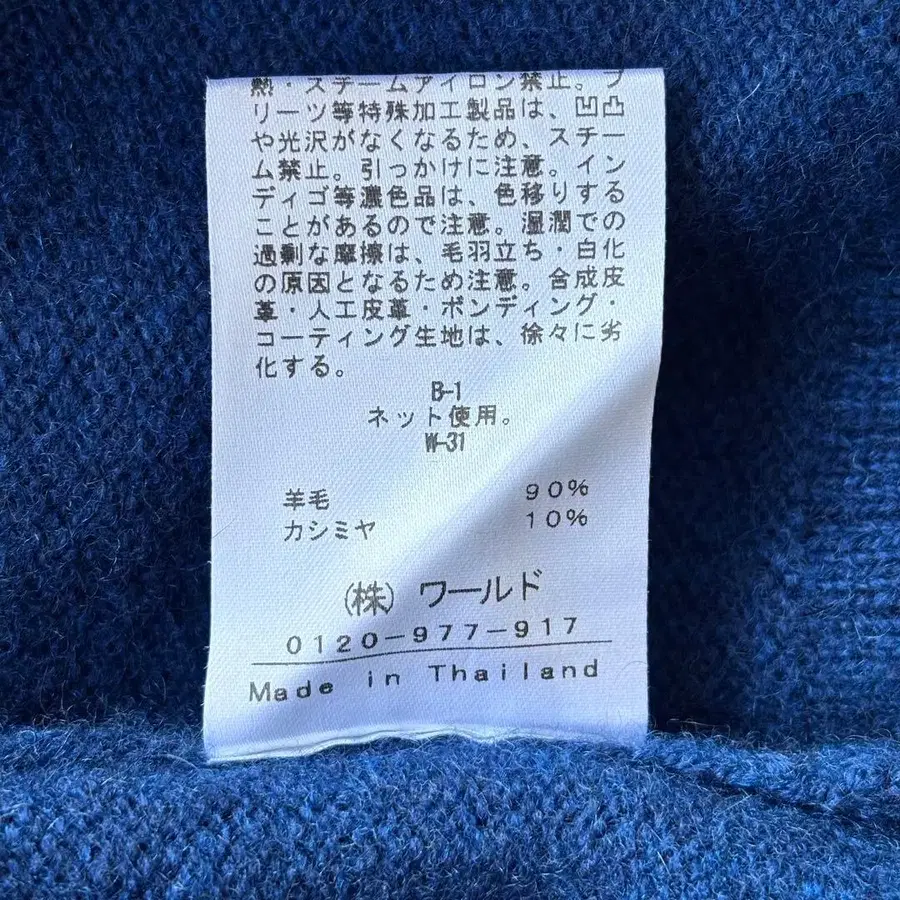 熱・スチームアイロン禁止。プ
リーツ等特殊加工製品は、凹凸
や光沢がなくなるため、スチー
ム禁止。引っかけに注意。イン
ディゴ等濃色品は、色移りする
ことがあるので注意。湿潤での
過剰な摩擦は、毛羽立ち・白化
の原因となるため注意。合成皮
革・人工皮革・ボンディング・
コーティング生地は、徐々に劣
化する。
B-1
ネット使用。
W-31
羊毛 90%
カシミヤ 10%
(株) ワールド
0120-977-917
Made in Thailand